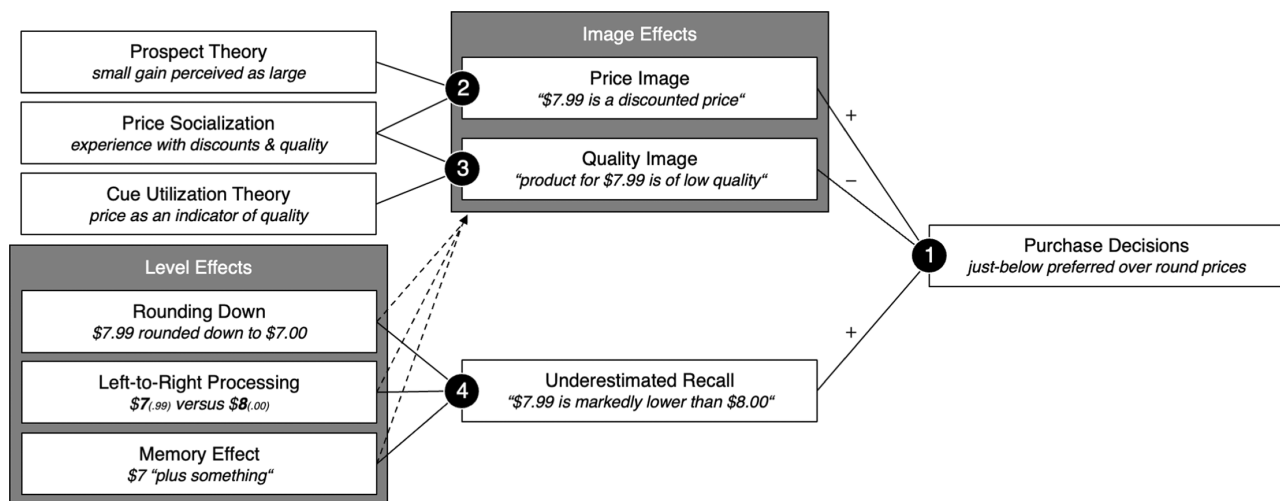 Prospect Theory
small gain perceived as large
Price Socialization
experience with discounts & quality
Cue Utilization Theory
price as an indicator of quality
Level Effects
Rounding Down
$7.99 rounded down to $7.00
Left-to-Right Processing
$7(.99) versus $8(.00)
Memory Effect
$7 “plus something“
Image Effects
2
Price Image
“$7.99 is a discounted price“
3
Quality Image
“product for $7.99 is of low quality“
4
Underestimated Recall
“$7.99 is markedly lower than $8.00“
+
–
+
1
Purchase Decisions
just-below preferred over round prices